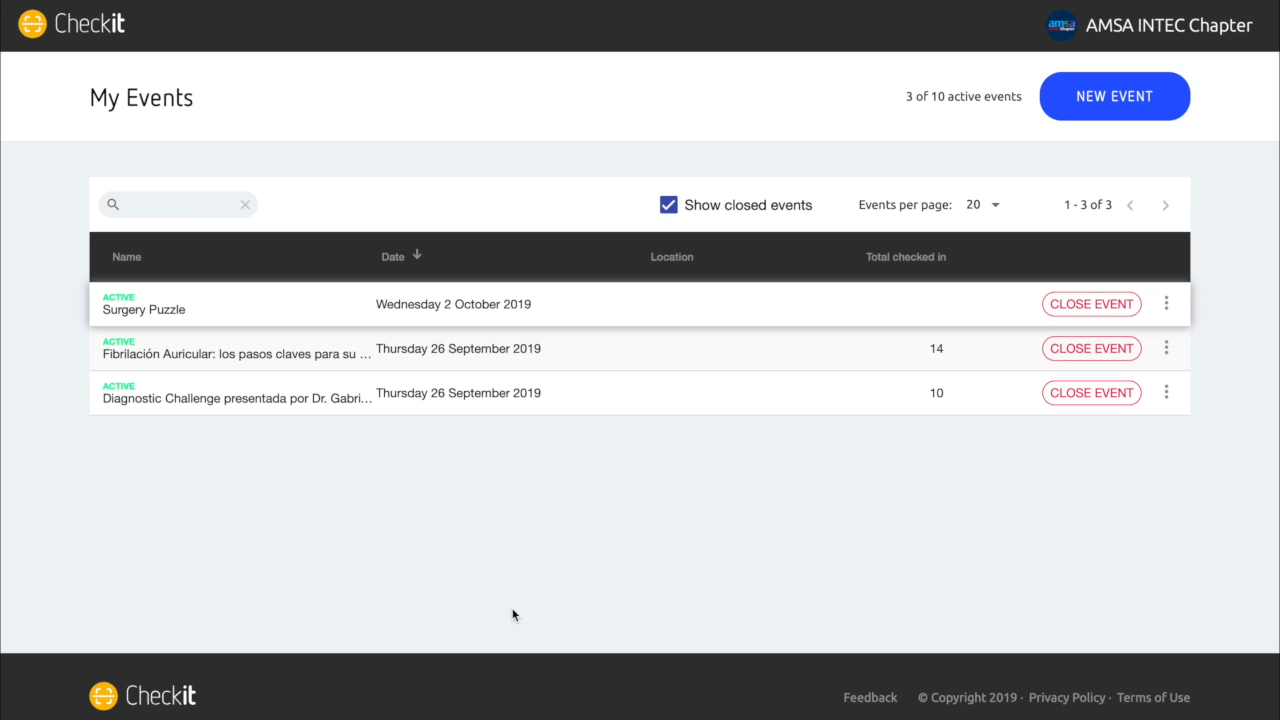 Checkit
amsa
AMSA INTEC Chapter
My Events
3 of 10 active events
NEW EVENT
Show closed events
Events per page: 20
1 - 3 of 3
Name Date Location Total checked in
ACTIVE
Surgery Puzzle Wednesday 2 October 2019 CLOSE EVENT
ACTIVE
Fibrilación Auricular: los pasos claves para su ... Thursday 26 September 2019 14 CLOSE EVENT
ACTIVE
Diagnostic Challenge presentada por Dr. Gabri... Thursday 26 September 2019 10 CLOSE EVENT
Checkit
Feedback © Copyright 2019 · Privacy Policy · Terms of Use